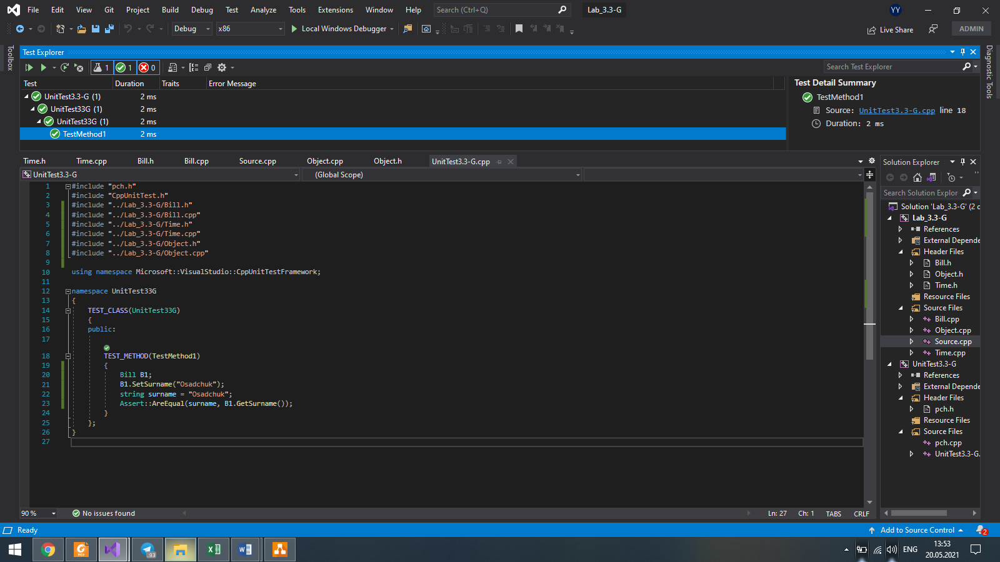 File Edit View Git Project Build Debug Test Analyze Tools Extensions Window Help Search (Ctrl+Q) Lab_3.3-G YY
Debug x86 Local Windows Debugger Live Share ADMIN
Toolbox
Test Explorer
Diagnostic Tools
1 1 0 Search Test Explorer
Test Duration Traits Error Message
UnitTest3.3-G (1) 2 ms
UnitTest33G (1) 2 ms
UnitTest33G (1) 2 ms
TestMethod1 2 ms
Test Detail Summary
TestMethod1
Source: UnitTest3.3-G.cpp line 18
Duration: 2 ms
Time.h Time.cpp Bill.h Bill.cpp Source.cpp Object.cpp Object.h UnitTest3.3-G.cpp
UnitTest3.3-G (Global Scope)
1 #include "pch.h"
2 #include "CppUnitTest.h"
3 #include "../Lab_3.3-G/Bill.h"
4 #include "../Lab_3.3-G/Bill.cpp"
5 #include "../Lab_3.3-G/Time.h"
6 #include "../Lab_3.3-G/Time.cpp"
7 #include "../Lab_3.3-G/Object.h"
8 #include "../Lab_3.3-G/Object.cpp"
9
10 using namespace Microsoft::VisualStudio::CppUnitTestFramework;
11
12 namespace UnitTest33G
13 {
14 TEST_CLASS(UnitTest33G)
15 {
16 public:
17
18 TEST_METHOD(TestMethod1)
19 {
20 Bill B1;
21 B1.SetSurname("Osadchuk");
22 string surname = "Osadchuk";
23 Assert::AreEqual(surname, B1.GetSurname());
24 }
25 };
26 }
27
90 % No issues found Ln: 27 Ch: 1 TABS CRLF
Solution Explorer
Search Solution Explor
Solution 'Lab_3.3-G' (2 c
Lab_3.3-G
References
External Depende
Header Files
Bill.h
Object.h
Time.h
Resource Files
Source Files
Bill.cpp
Object.cpp
Source.cpp
Time.cpp
UnitTest3.3-G
References
External Depende
Header Files
pch.h
Resource Files
Source Files
pch.cpp
UnitTest3.3-G.
Ready Add to Source Control 2
PDF .93 ENG 13:53
20.05.2021